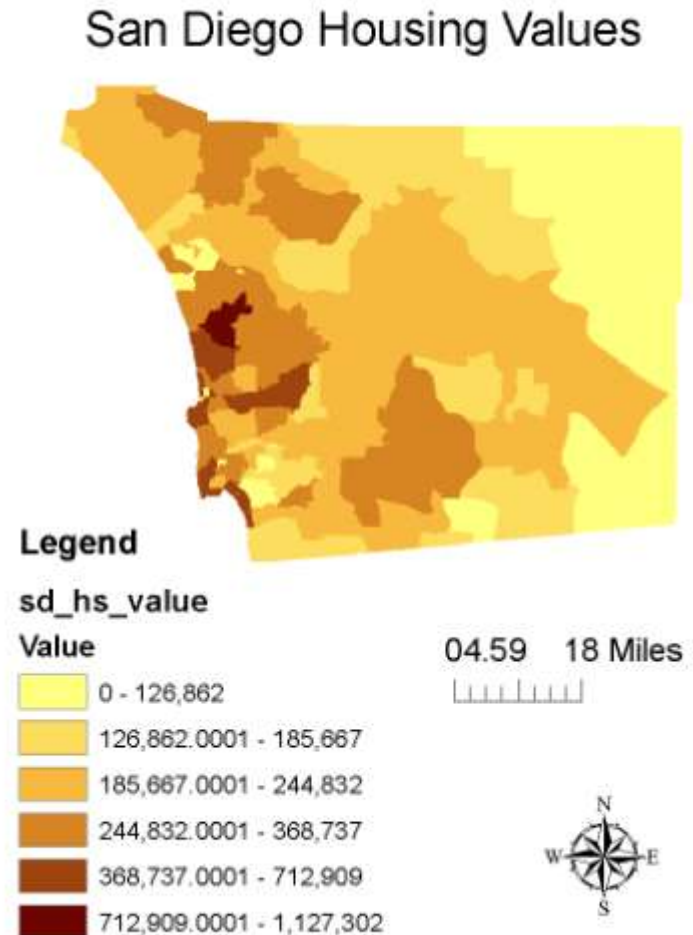 San Diego Housing Values
Legend
sd_hs_value
Value
04.59 18 Miles
0 - 126,862
126,862.0001 - 185,667
185,667.0001 - 244,832
244,832.0001 - 368,737
368,737.0001 - 712,909
712,909.0001 - 1,127,302
N
W E
S